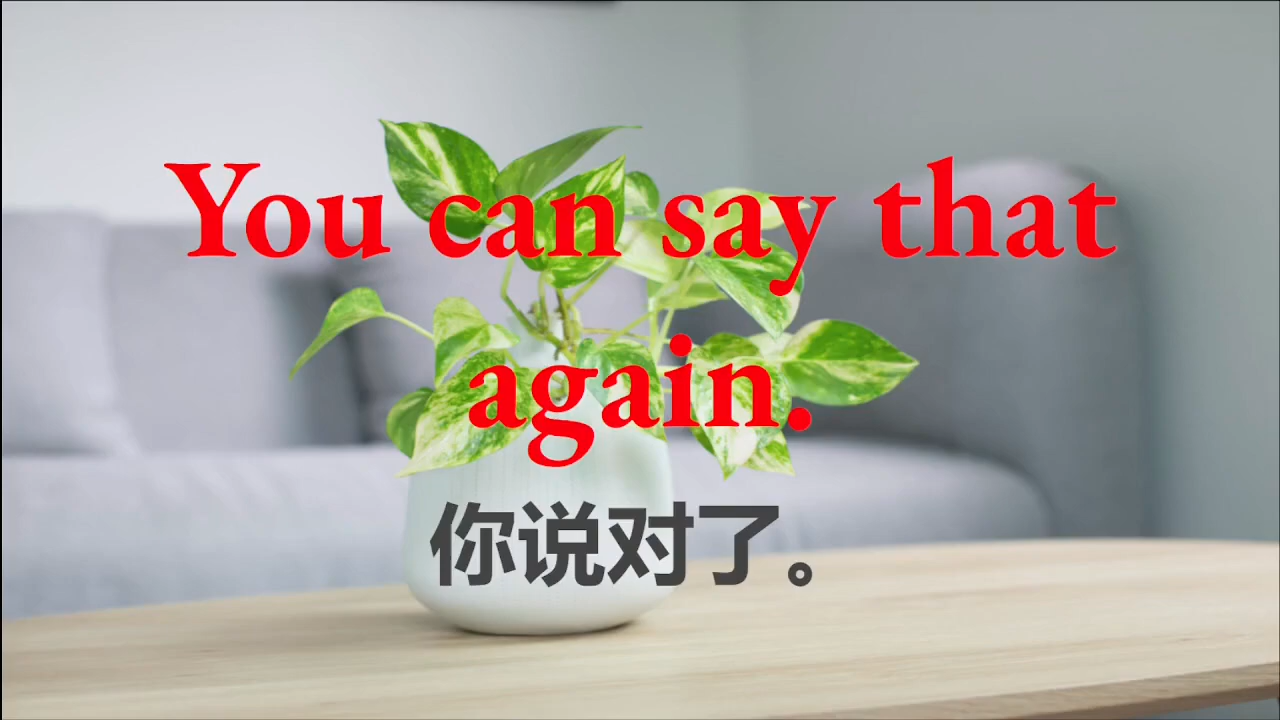 You can say that
again.
你说对了。